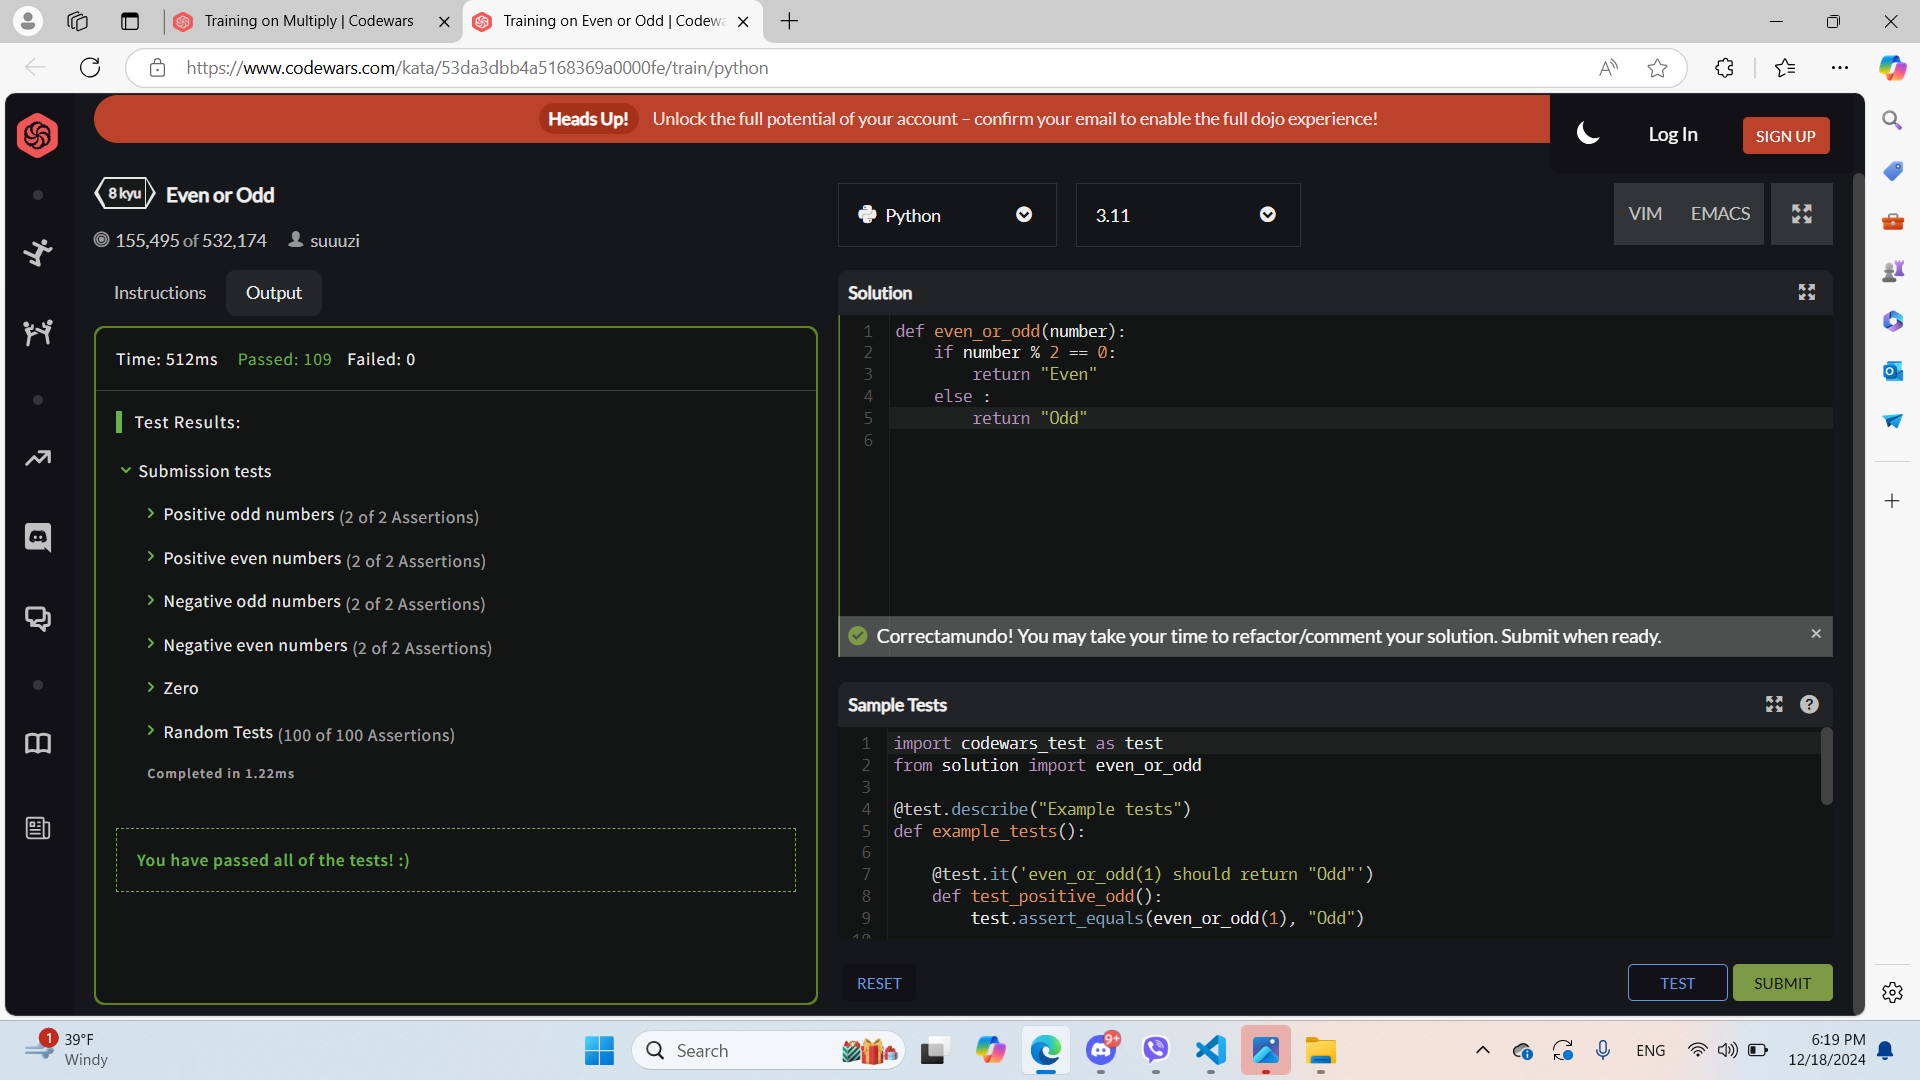 Training on Multiply | Codewars
Training on Even or Odd | Codewa
https://www.codewars.com/kata/53da3dbb4a5168369a0000fe/train/python
Heads Up! Unlock the full potential of your account – confirm your email to enable the full dojo experience!
Log In
SIGN UP
8 kyu Even or Odd
155,495 of 532,174 suuuzi
Python
3.11
VIM EMACS
Instructions
Output
Time: 512ms Passed: 109 Failed: 0
Test Results:
Submission tests
Positive odd numbers (2 of 2 Assertions)
Positive even numbers (2 of 2 Assertions)
Negative odd numbers (2 of 2 Assertions)
Negative even numbers (2 of 2 Assertions)
Zero
Random Tests (100 of 100 Assertions)
Completed in 1.22ms
You have passed all of the tests! :)
Solution
1 def even_or_odd(number):
2     if number % 2 == 0:
3         return "Even"
4     else :
5         return "Odd"
6
Correctamundo! You may take your time to refactor/comment your solution. Submit when ready.
Sample Tests
1 import codewars_test as test
2 from solution import even_or_odd
3
4 @test.describe("Example tests")
5 def example_tests():
6
7     @test.it('even_or_odd(1) should return "Odd"')
8     def test_positive_odd():
9         test.assert_equals(even_or_odd(1), "Odd")
10
RESET
TEST
SUBMIT
1
39°F
Windy
Search
9+
ENG
6:19 PM
12/18/2024